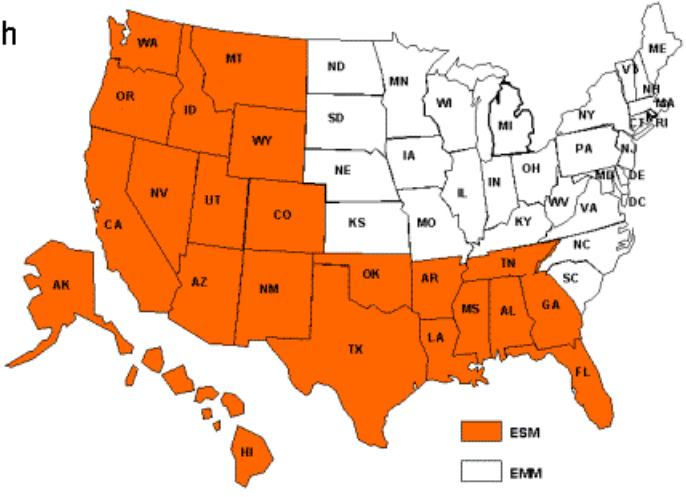 h
WA
MT
ND
MN
ME
OR
ID
WY
SD
WI
MI
NY
VT
NH
MA
CT
RI
NV
UT
CO
NE
IA
IL
IN
OH
PA
NJ
MD
DE
DC
CA
AZ
NM
KS
MO
KY
WV
VA
NC
SC
TN
AK
OK
AR
TX
LA
MS
AL
GA
FL
HI
ESM
EMM